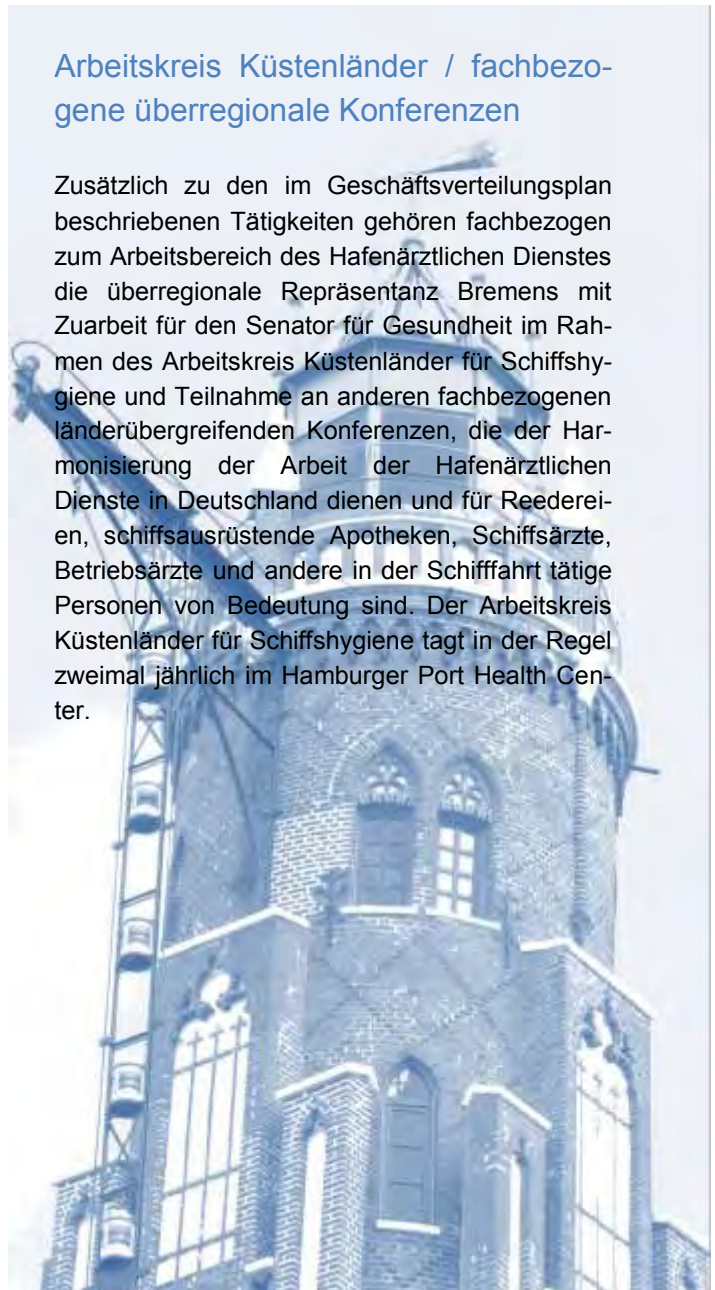 Arbeitskreis Küstenländer / fachbezo-
gene überregionale Konferenzen
Zusätzlich zu den im Geschäftsverteilungsplan
beschriebenen Tätigkeiten gehören fachbezogen
zum Arbeitsbereich des Hafenärztlichen Dienstes
die überregionale Repräsentanz Bremens mit
Zuarbeit für den Senator für Gesundheit im Rah-
men des Arbeitskreis Küstenländer für Schiffshy-
giene und Teilnahme an anderen fachbezogenen
länderübergreifenden Konferenzen, die der Har-
monisierung der Arbeit der Hafenärztlichen
Dienste in Deutschland dienen und für Reederei-
en, schiffsausrüstende Apotheken, Schiffsärzte,
Betriebsärzte und andere in der Schifffahrt tätige
Personen von Bedeutung sind. Der Arbeitskreis
Küstenländer für Schiffshygiene tagt in der Regel
zweimal jährlich im Hamburger Port Health Cen-
ter.